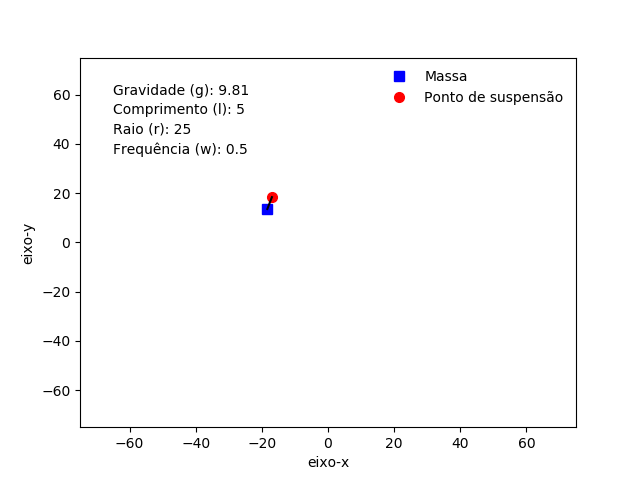 Gravidade (g): 9.81
Comprimento (l): 5
Raio (r): 25
Frequência (w): 0.5
Massa
Ponto de suspensão
60
40
20
0
−20
−40
−60
eixo-y
−60
−40
−20
0
20
40
60
eixo-x